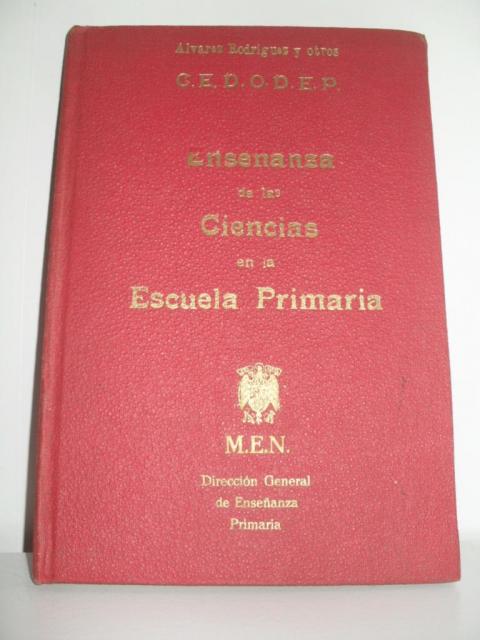 Alvarez Rodriguez y otros
C.E.D.O.D.E.P.
Enseñanza
de las
Ciencias
en la
Escuela Primaria
M.E.N.
Dirección General
de Enseñanza
Primaria